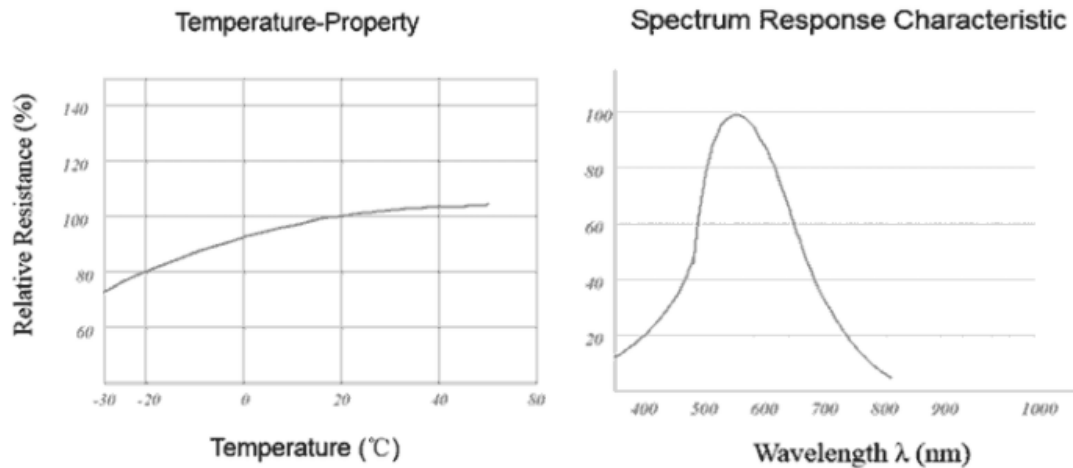 Temperature-Property
Relative Resistance (%)
140
120
100
80
60
-30 -20 0 20 40 80
Temperature (℃)
Spectrum Response Characteristic
100
80
60
40
20
400 500 600 700 800 900 1000
Wavelength λ (nm)